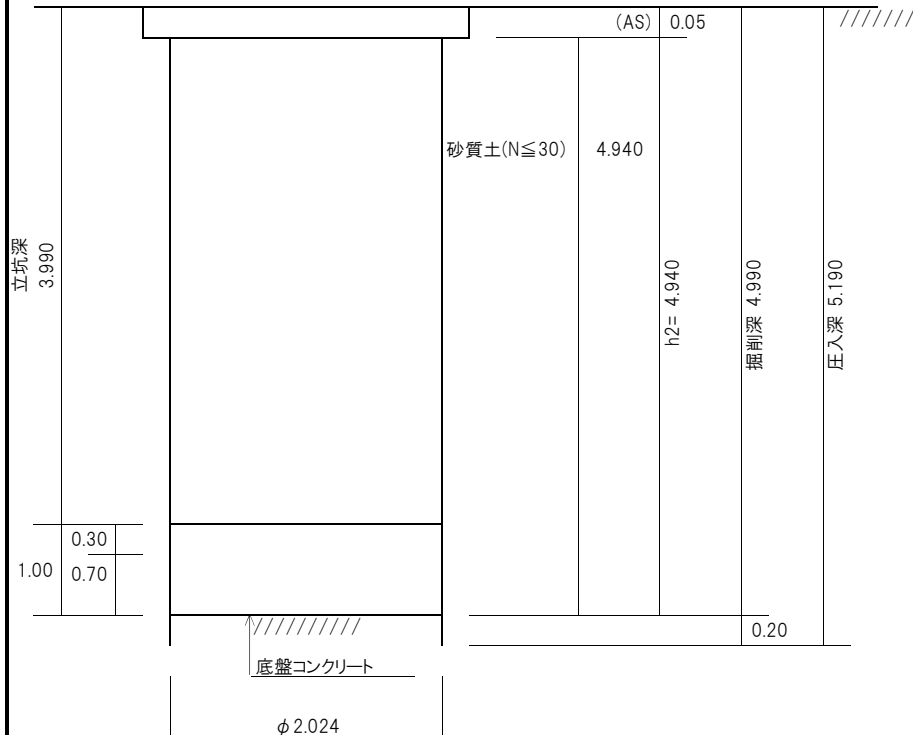 (AS) 0.05
砂質土(N≦30) 4.940
立坑深
3.990
h2= 4.940
掘削深 4.990
圧入深 5.190
0.30
1.00
0.70
0.20
底盤コンクリート
φ2.024